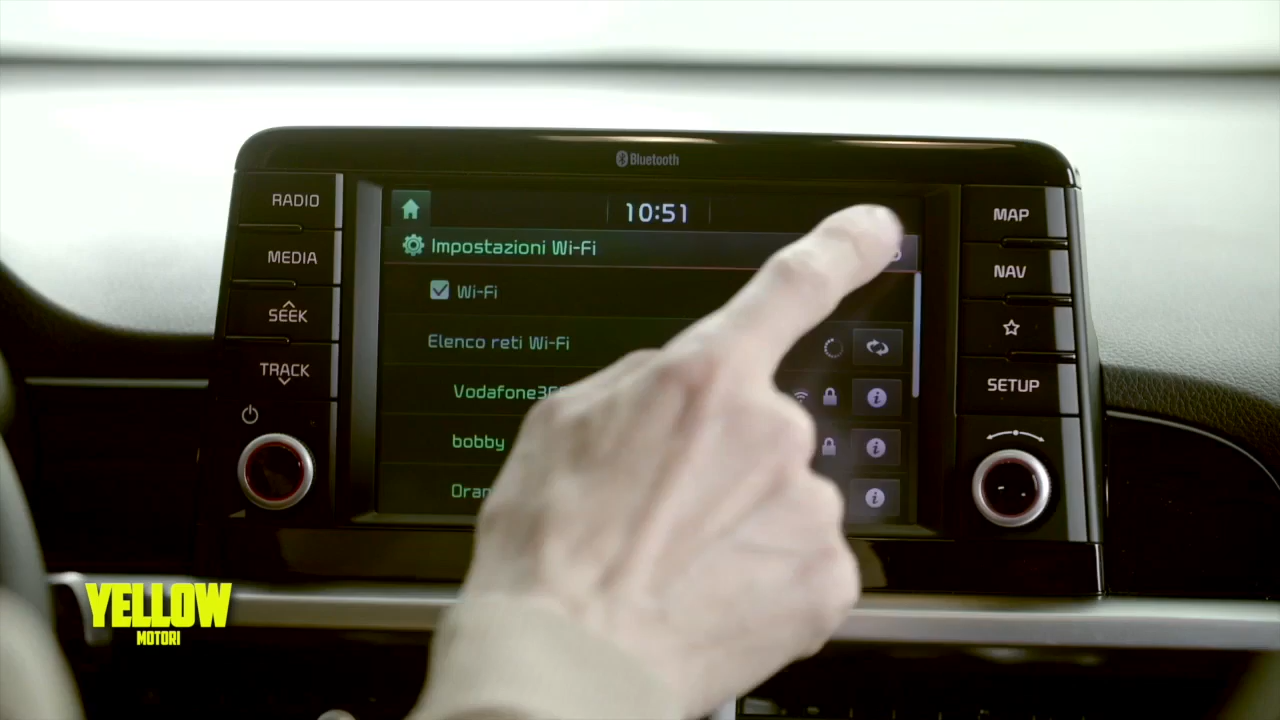 Bluetooth
RADIO
MEDIA
SEEK
TRACK
10:51
Impostazioni Wi-Fi
Wi-Fi
Elenco reti Wi-Fi
bobby
MAP
NAV
SETUP
YELLOW
MOTORI